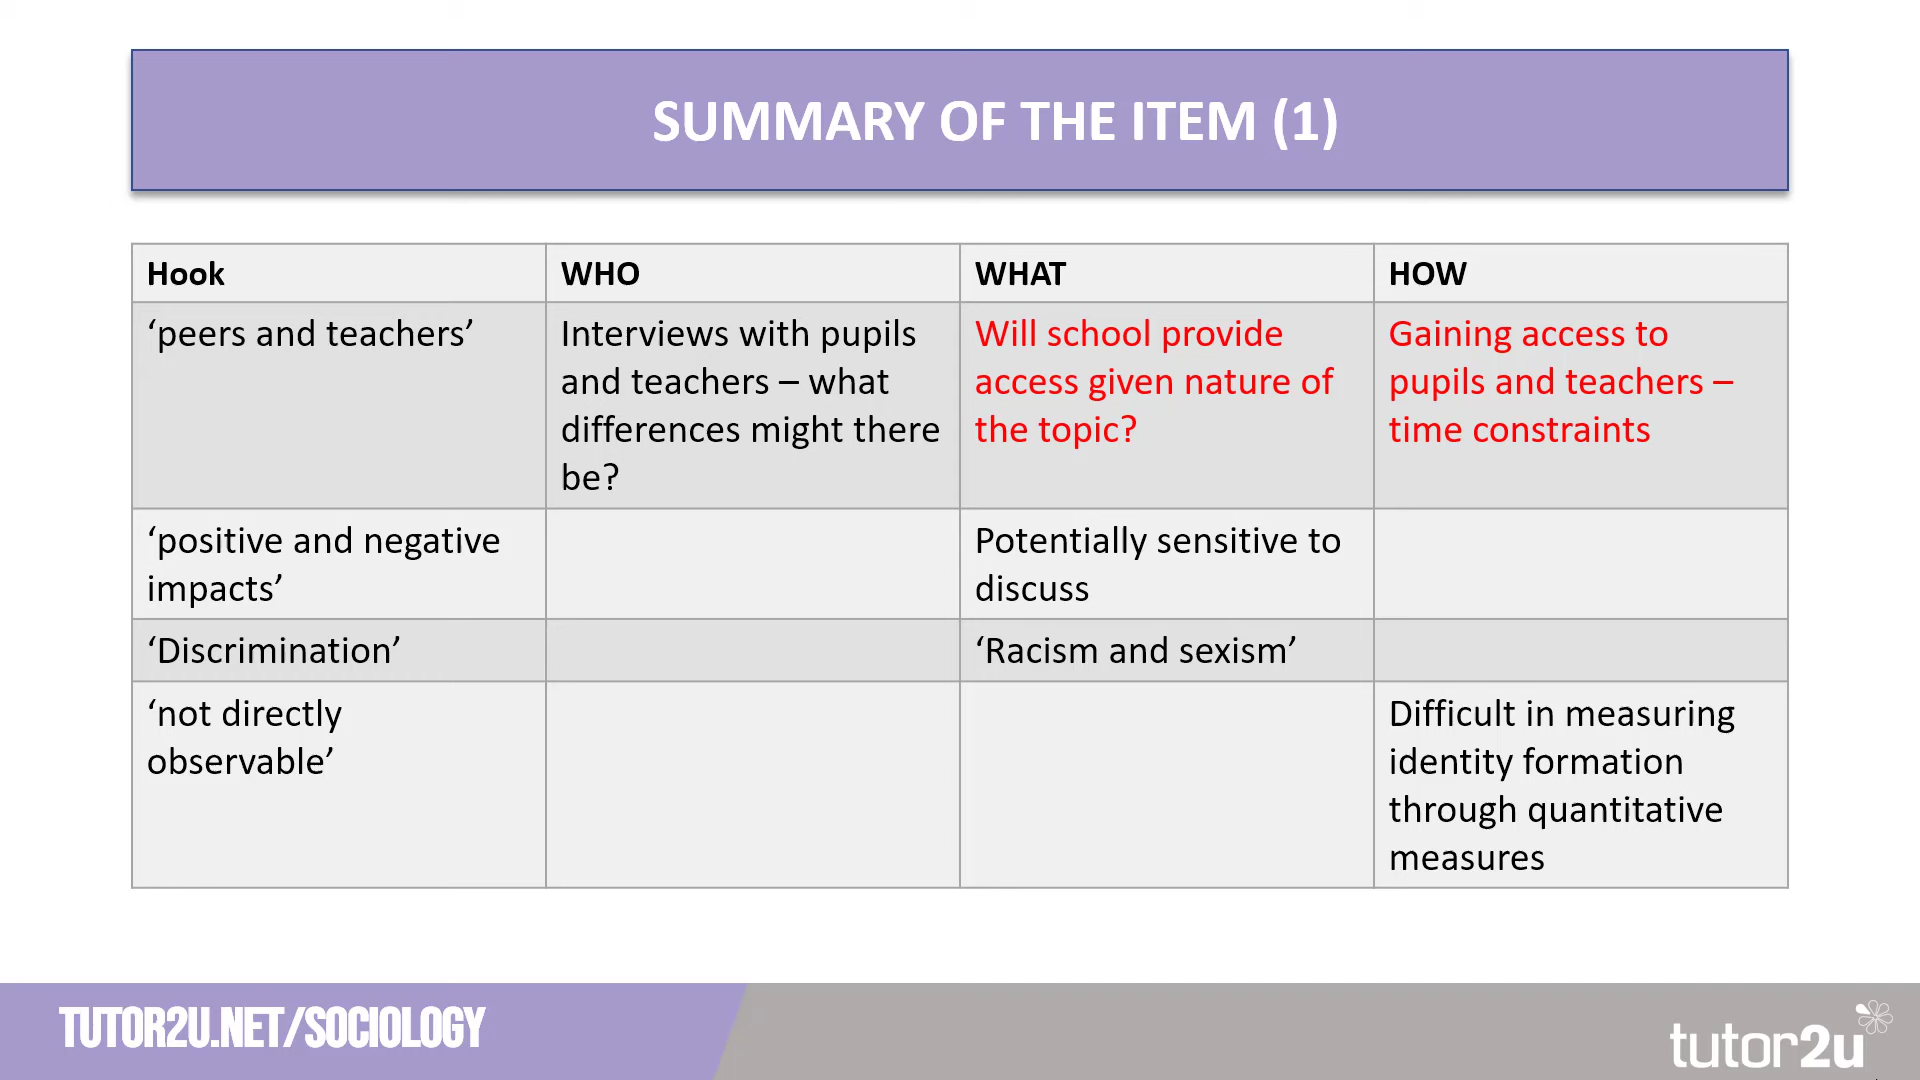 SUMMARY OF THE ITEM (1)
Hook
WHO
WHAT
HOW
‘peers and teachers’
Interviews with pupils
and teachers – what
differences might there
be?
Will school provide
access given nature of
the topic?
Gaining access to
pupils and teachers –
time constraints
‘positive and negative
impacts’
Potentially sensitive to
discuss
‘Discrimination’
‘Racism and sexism’
‘not directly
observable’
Difficult in measuring
identity formation
through quantitative
measures
TUTOR2U.NET/SOCIOLOGY
tutor2u